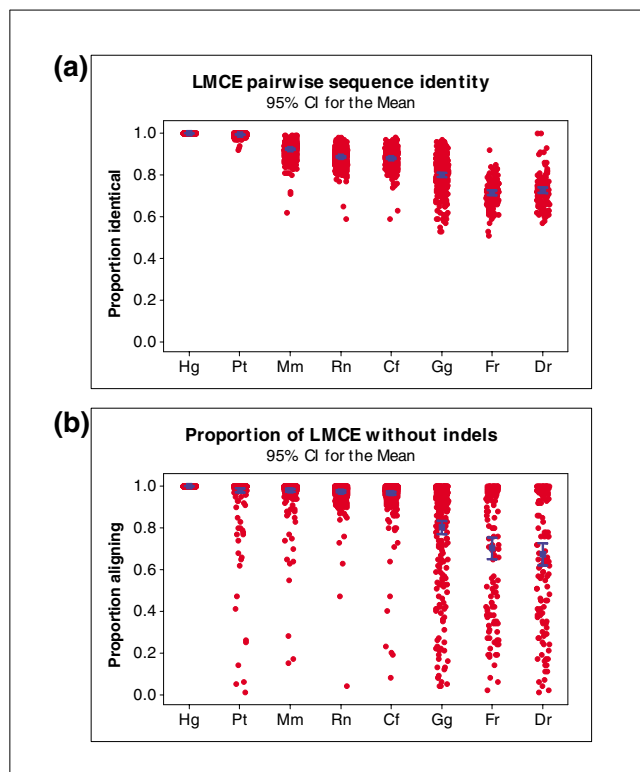 (a)
LMCE pairwise sequence identity
95% CI for the Mean
Proportion identical
1.0
0.8
0.6
0.4
0.2
0.0
Hg Pt Mm Rn Cf Gg Fr Dr
(b)
Proportion of LMCE without indels
95% CI for the Mean
Proportion aligning
1.0
0.8
0.6
0.4
0.2
0.0
Hg Pt Mm Rn Cf Gg Fr Dr